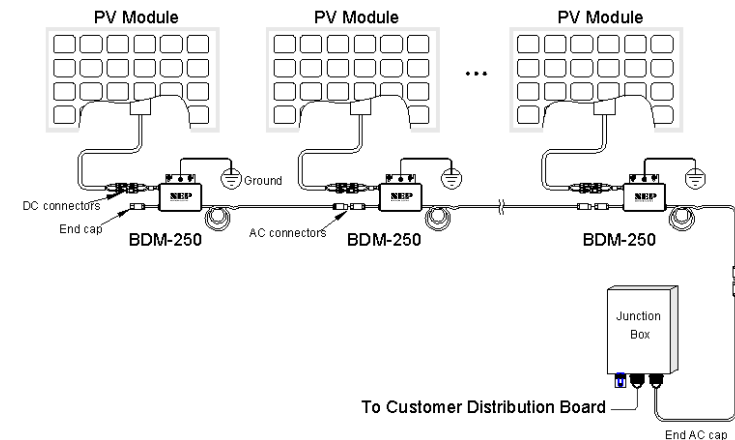 PV Module
PV Module
PV Module
...
Ground
DC connectors
NEP
NEP
NEP
End cap
BDM-250
AC connectors
BDM-250
BDM-250
Junction
Box
To Customer Distribution Board
End AC cap